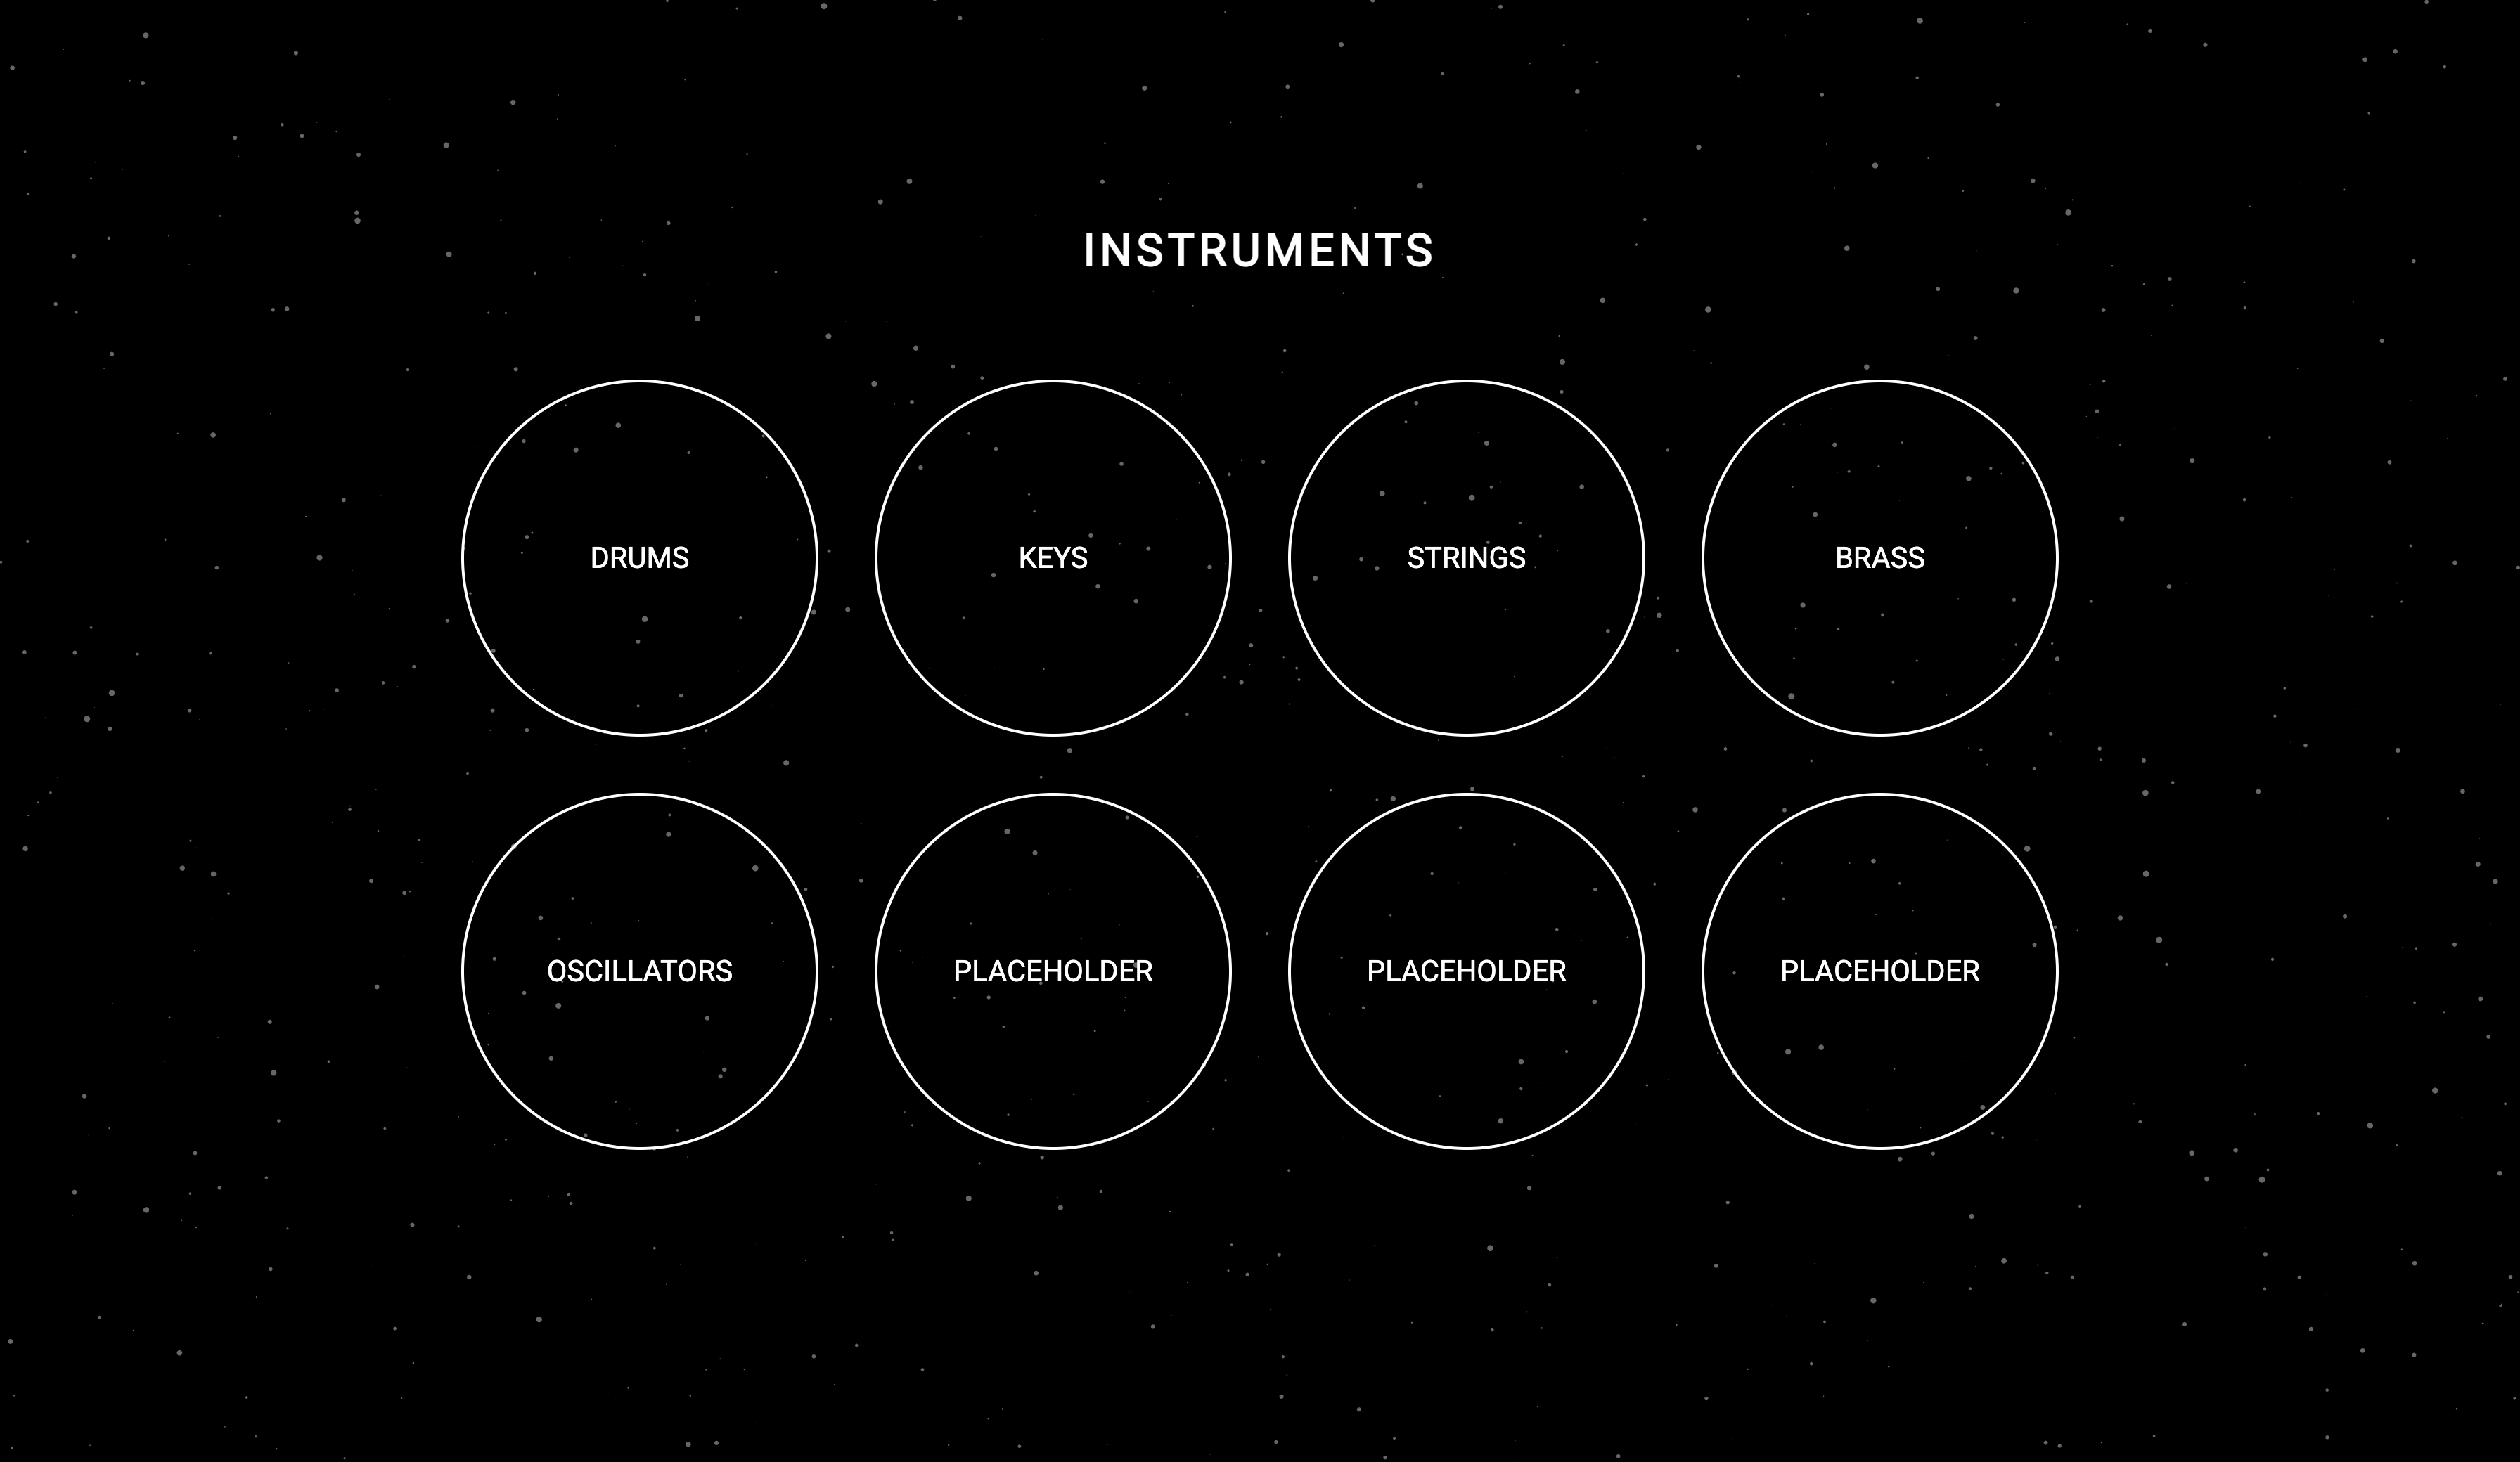 INSTRUMENTS
DRUMS
KEYS
STRINGS
BRASS
OSCILLATORS
PLACEHOLDER
PLACEHOLDER
PLACEHOLDER